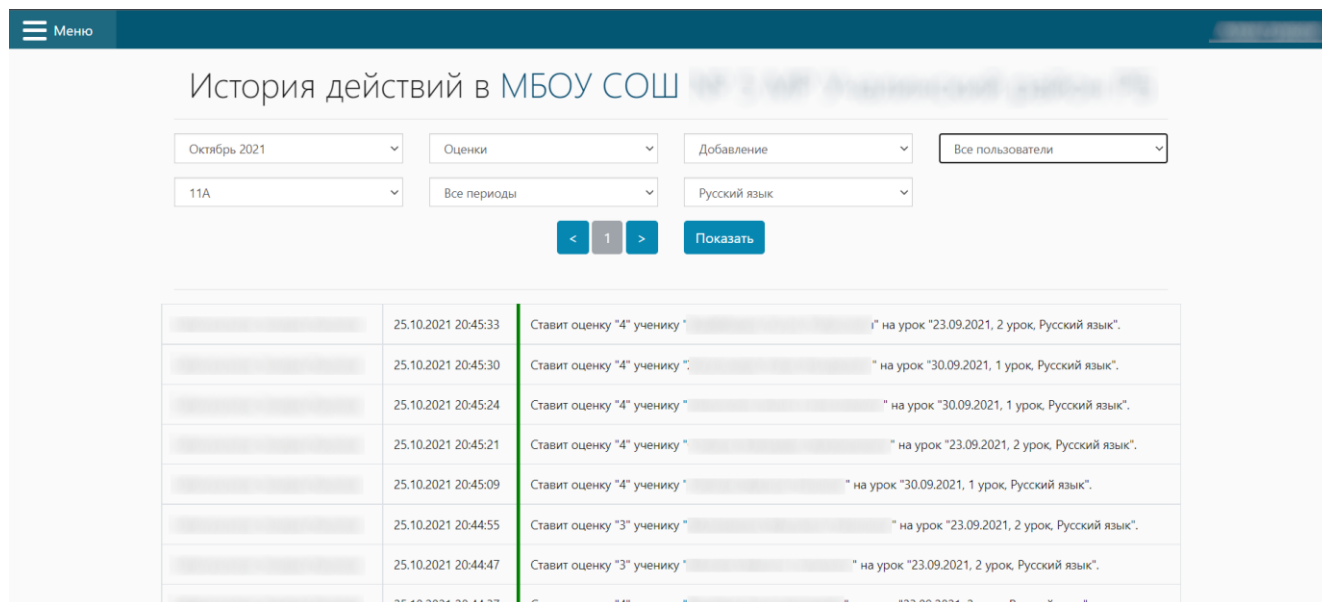 Меню
История действий в МБОУ СОШ
Октябрь 2021 Оценки Добавление Все пользователи
11А Все периоды Русский язык
< 1 > Показать
25.10.2021 20:45:33 Ставит оценку "4" ученику " " на урок "23.09.2021, 2 урок, Русский язык".
25.10.2021 20:45:30 Ставит оценку "4" ученику " " на урок "30.09.2021, 1 урок, Русский язык".
25.10.2021 20:45:24 Ставит оценку "4" ученику " " на урок "30.09.2021, 1 урок, Русский язык".
25.10.2021 20:45:21 Ставит оценку "4" ученику " " на урок "23.09.2021, 2 урок, Русский язык".
25.10.2021 20:45:09 Ставит оценку "4" ученику " " на урок "30.09.2021, 1 урок, Русский язык".
25.10.2021 20:44:55 Ставит оценку "3" ученику " " на урок "23.09.2021, 2 урок, Русский язык".
25.10.2021 20:44:47 Ставит оценку "3" ученику " " на урок "23.09.2021, 2 урок, Русский язык".